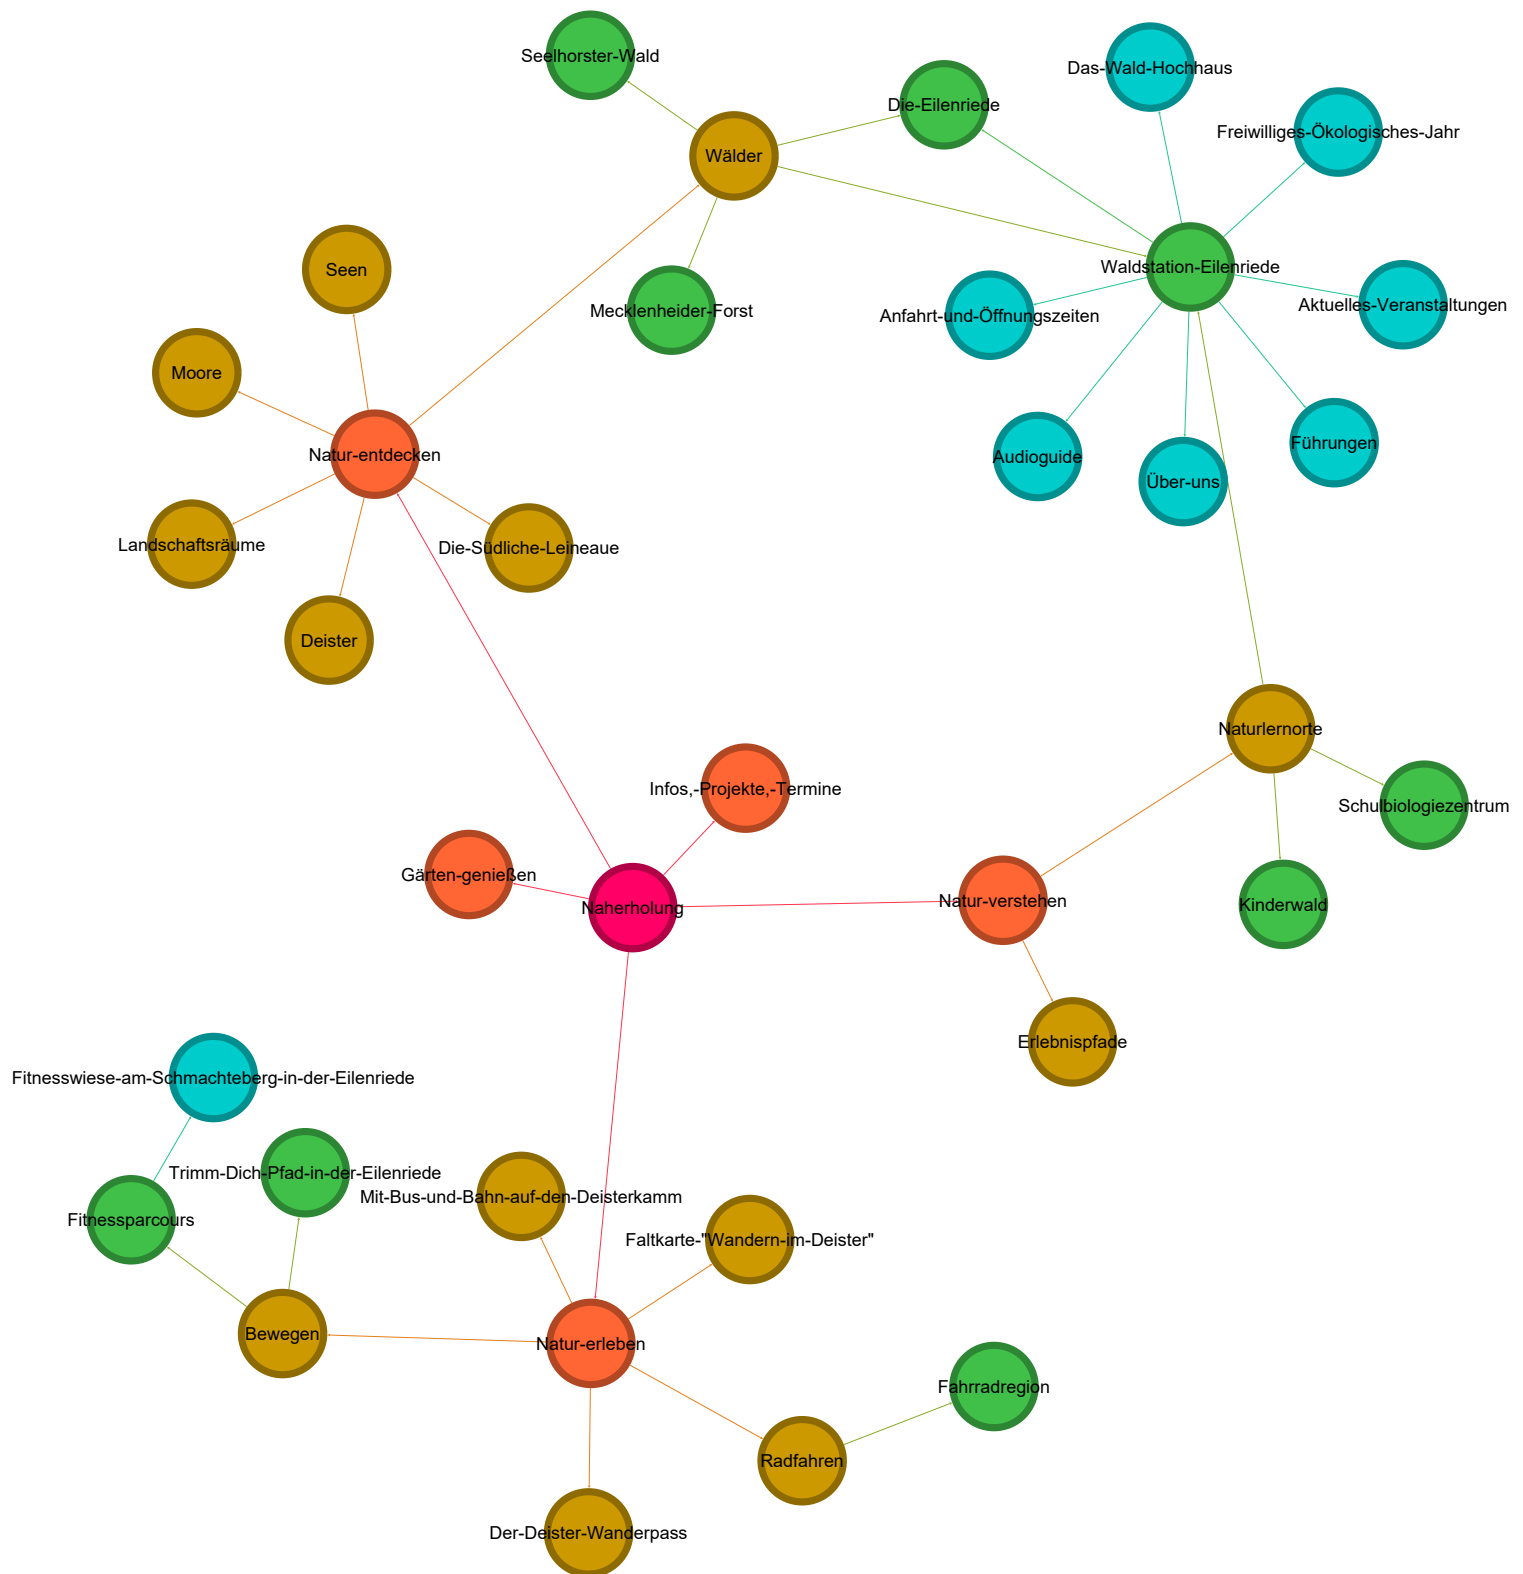 Seelhorster-Wald
Das-Wald-Hochhaus
Die-Eilenriede
Freiwilliges-Ökologisches-Jahr
Wälder
Waldstation-Eilenriede
Seen
Aktuelles-Veranstaltungen
Mecklenheider-Forst
Anfahrt-und-Öffnungszeiten
Moore
Führungen
Natur-entdecken
Audioguide
Über-uns
Landschaftsräume
Die-Südliche-Leineaue
Deister
Naturlernorte
Infos,-Projekte,-Termine
Schulbiologiezentrum
Gärten-genießen
Natur-verstehen
Kinderwald
Naherholung
Erlebnispfade
Fitnesswiese-am-Schmachteberg-in-der-Eilenriede
Trimm-Dich-Pfad-in-der-Eilenriede
Mit-Bus-und-Bahn-auf-den-Deisterkamm
Fitnessparcours
Faltkarte-"Wandern-im-Deister"
Bewegen
Natur-erleben
Fahrradregion
Radfahren
Der-Deister-Wanderpass